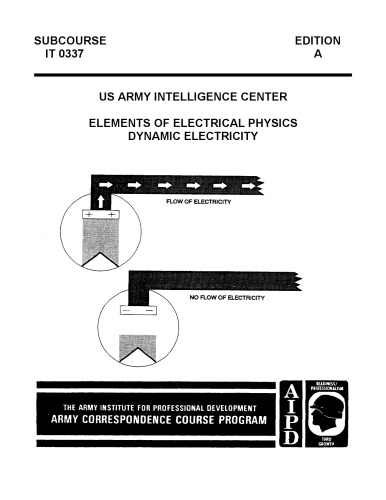 SUBCOURSE EDITION
IT 0337 A
US ARMY INTELLIGENCE CENTER
ELEMENTS OF ELECTRICAL PHYSICS
DYNAMIC ELECTRICITY
FLOW OF ELECTRICITY
+ +
NO FLOW OF ELECTRICITY
− −
THE ARMY INSTITUTE FOR PROFESSIONAL DEVELOPMENT
ARMY CORRESPONDENCE COURSE PROGRAM
AIPD
READINESS/
PROFESSIONALISM
THRU
GROWTH